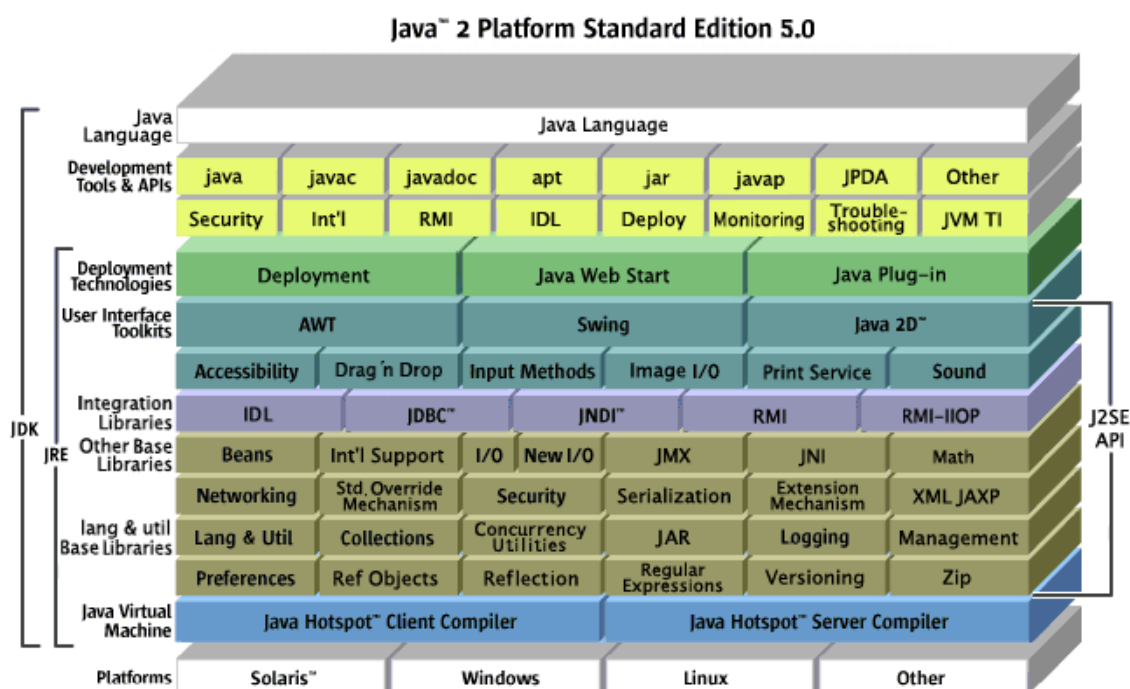 Java™ 2 Platform Standard Edition 5.0
Java
Language
Java Language
Development
Tools & APIs
java javac javadoc apt jar javap JPDA Other
Security Int'l RMI IDL Deploy Monitoring Trouble-
shooting JVM TI
Deployment
Technologies
Deployment Java Web Start Java Plug-in
User Interface
Toolkits
AWT Swing Java 2D™
Accessibility Drag 'n Drop Input Methods Image I/O Print Service Sound
Integration
Libraries
IDL JDBC™ JNDI™ RMI RMI-IIOP
JDK
JRE
J2SE
API
Other Base
Libraries
Beans Int'l Support I/O New I/O JMX JNI Math
Networking Std. Override
Mechanism Security Serialization Extension
Mechanism XML JAXP
lang & util
Base Libraries
Lang & Util Collections Concurrency
Utilities JAR Logging Management
Preferences Ref Objects Reflection Regular
Expressions Versioning Zip
Java Virtual
Machine
Java Hotspot™ Client Compiler Java Hotspot™ Server Compiler
Platforms
Solaris™ Windows Linux Other